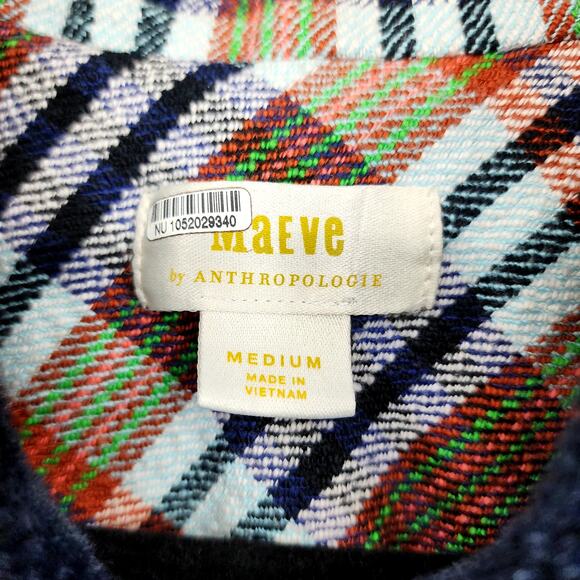 NU 1052029340
MaEVe
by ANTHROPOLOGIE
MEDIUM
MADE IN
VIETNAM